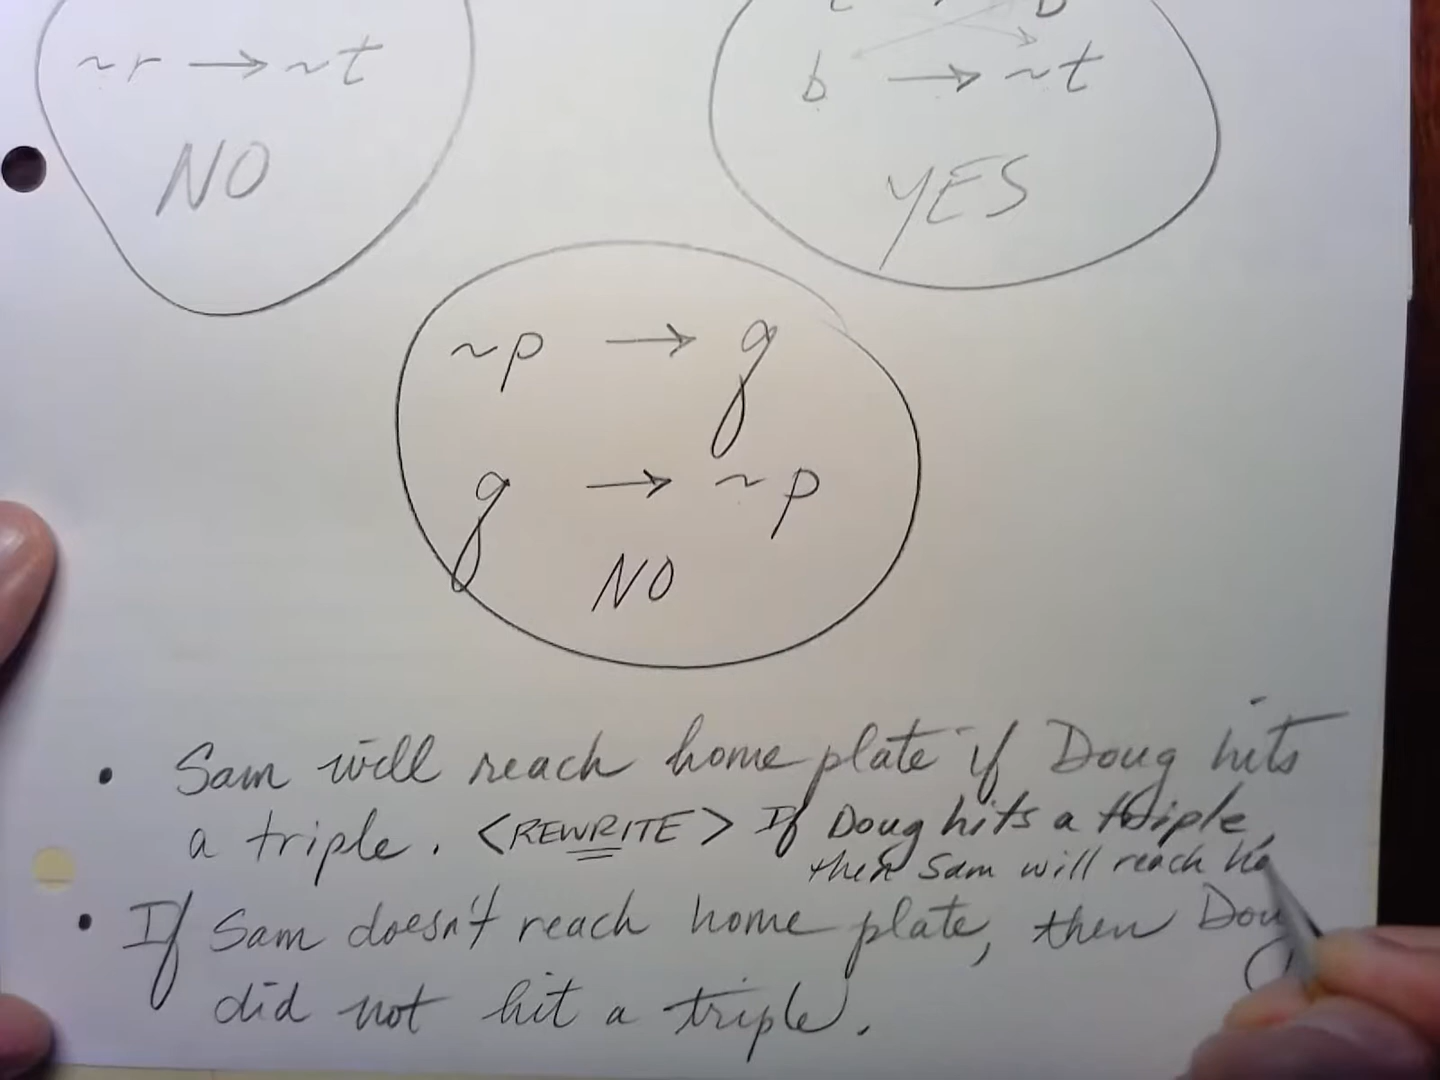 ~r → ~t
b → ~t
NO
YES
~p → g
g → ~p
NO
• Sam will reach home plate if Doug hits
a triple. <REWRITE> If Doug hits a triple,
then Sam will reach
• If Sam doesn't reach home plate, then
did not hit a triple.